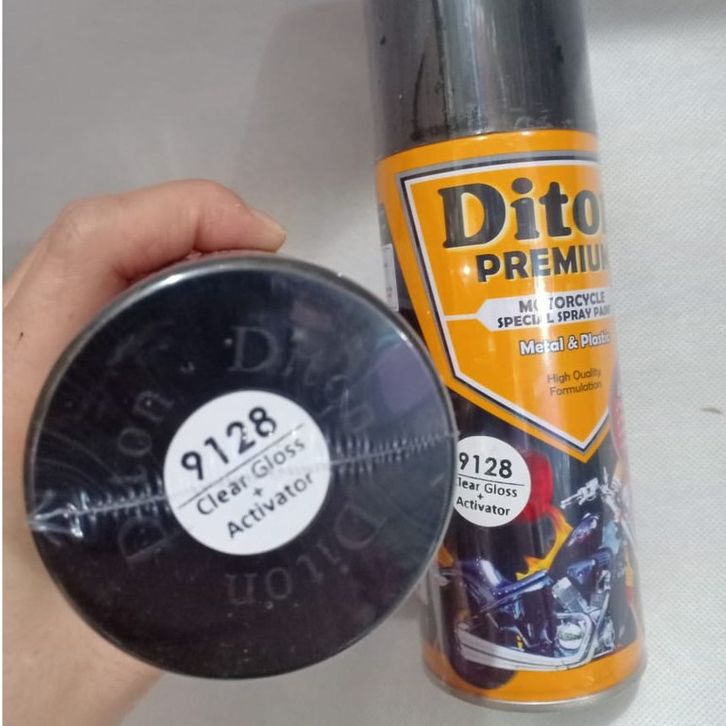 Diton
PREMIUM
MOTORCYCLE
SPECIAL SPRAY PAINT
Metal & Plastic
High Quality
Formulation
9128
Clear Gloss
+
Activator
9128
Clear Gloss
+
Activator
Diton
Diton
Diton